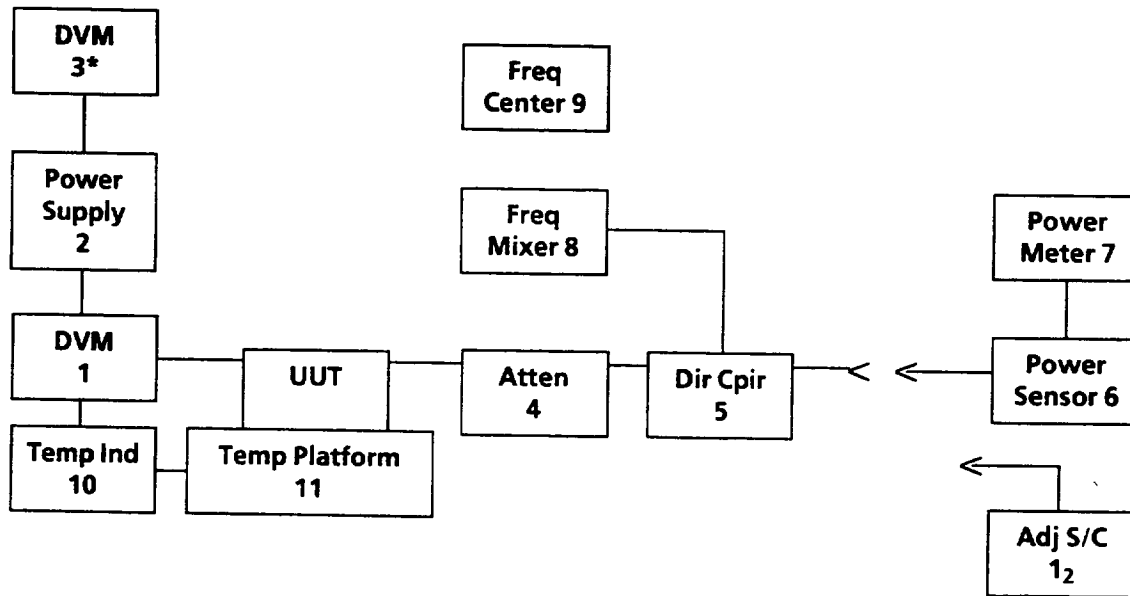 DVM
3*
Freq
Center 9
Power
Supply
2
Freq
Mixer 8
Power
Meter 7
DVM
1
UUT
Atten
4
Dir Cpir
5
Power
Sensor 6
Temp Ind
10
Temp Platform
11
Adj S/C
1₂